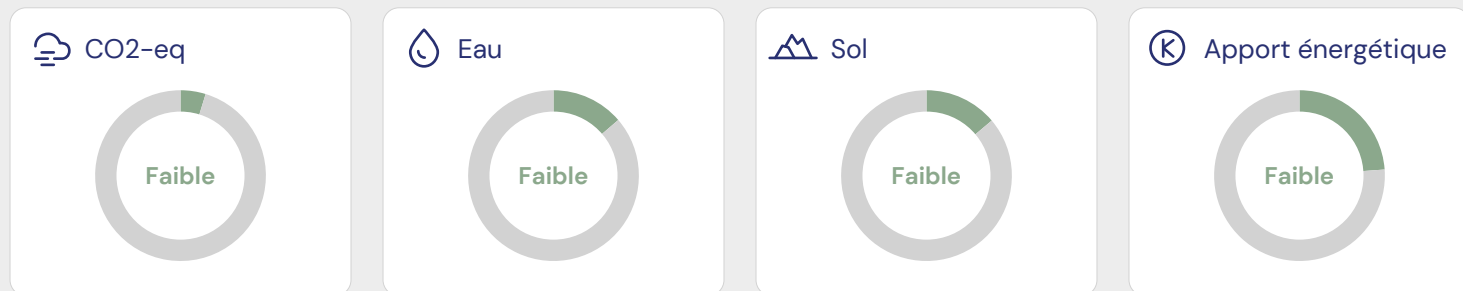 CO2-eq
Faible
Eau
Faible
Sol
Faible
Apport énergétique
Faible